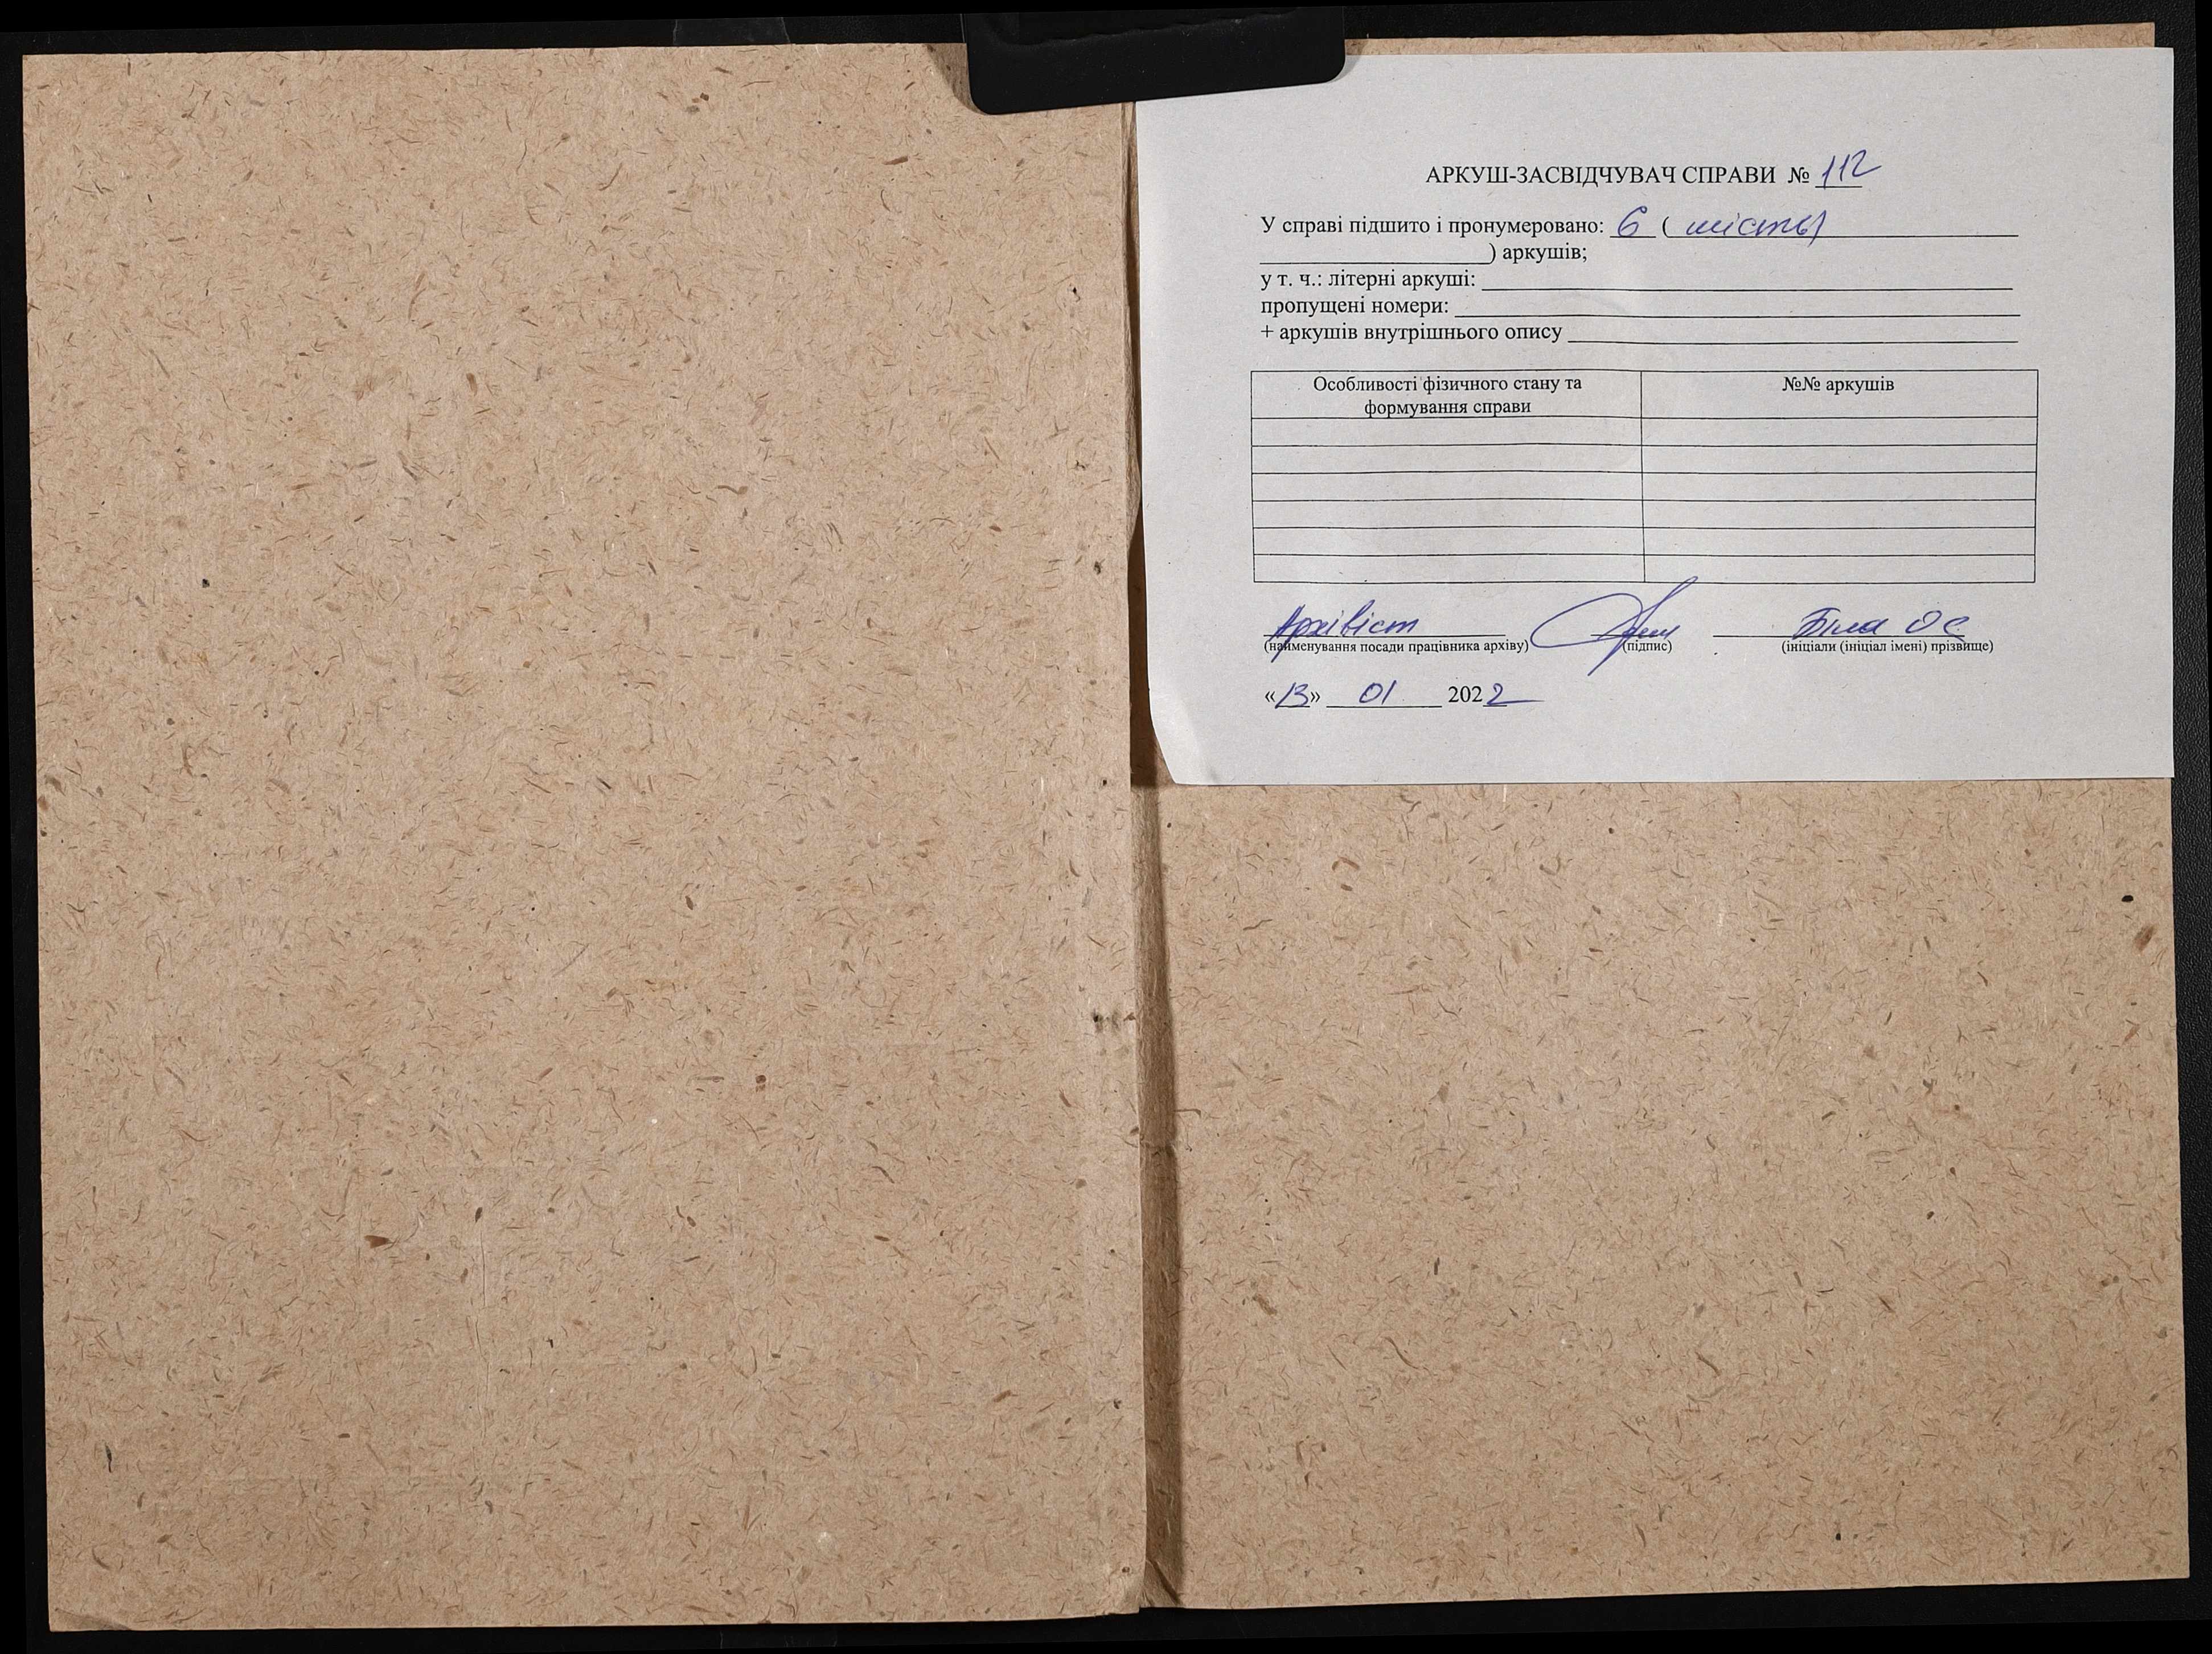 АРКУШ-ЗАСВІДЧУВАЧ СПРАВИ № 112
У справі підшито і пронумеровано: 6 ( шість)
) аркушів;
у т. ч.: літерні аркуші:
пропущені номери:
+ аркушів внутрішнього опису
Особливості фізичного стану та формування справи
№№ аркушів
Архівіст Біла ОС
(найменування посади працівника архіву) (підпис) (ініціали (ініціал імені) прізвище)
«13» 01 2022